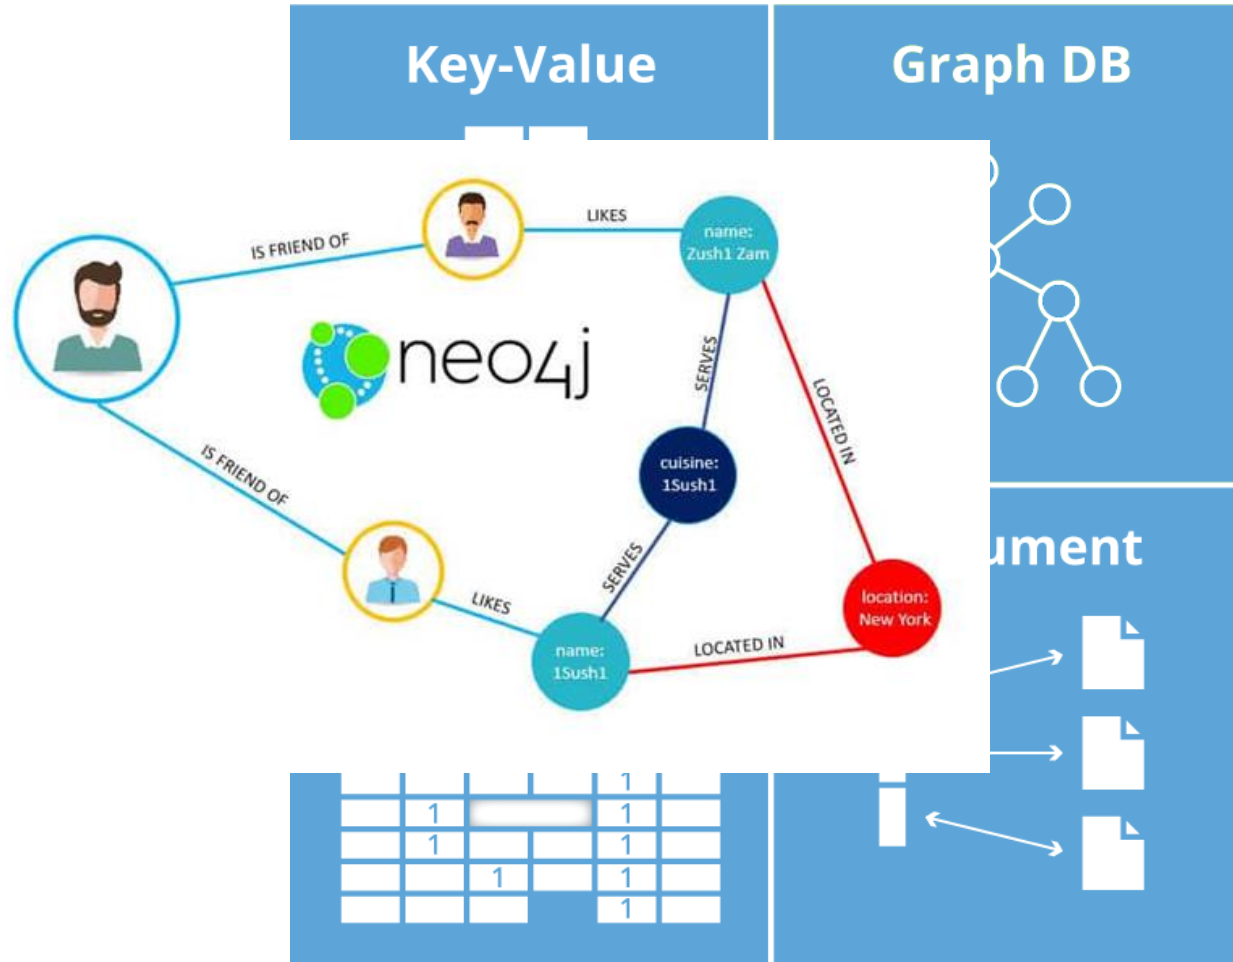 Key-Value
Graph DB
IS FRIEND OF
LIKES
name:
Zush1 Zam
neo4j
SERVES
LOCATED IN
cuisine:
1Sush1
IS FRIEND OF
SERVES
LIKES
name:
1Sush1
LOCATED IN
location:
New York
ument
1
1
1
1
1
1
1
1